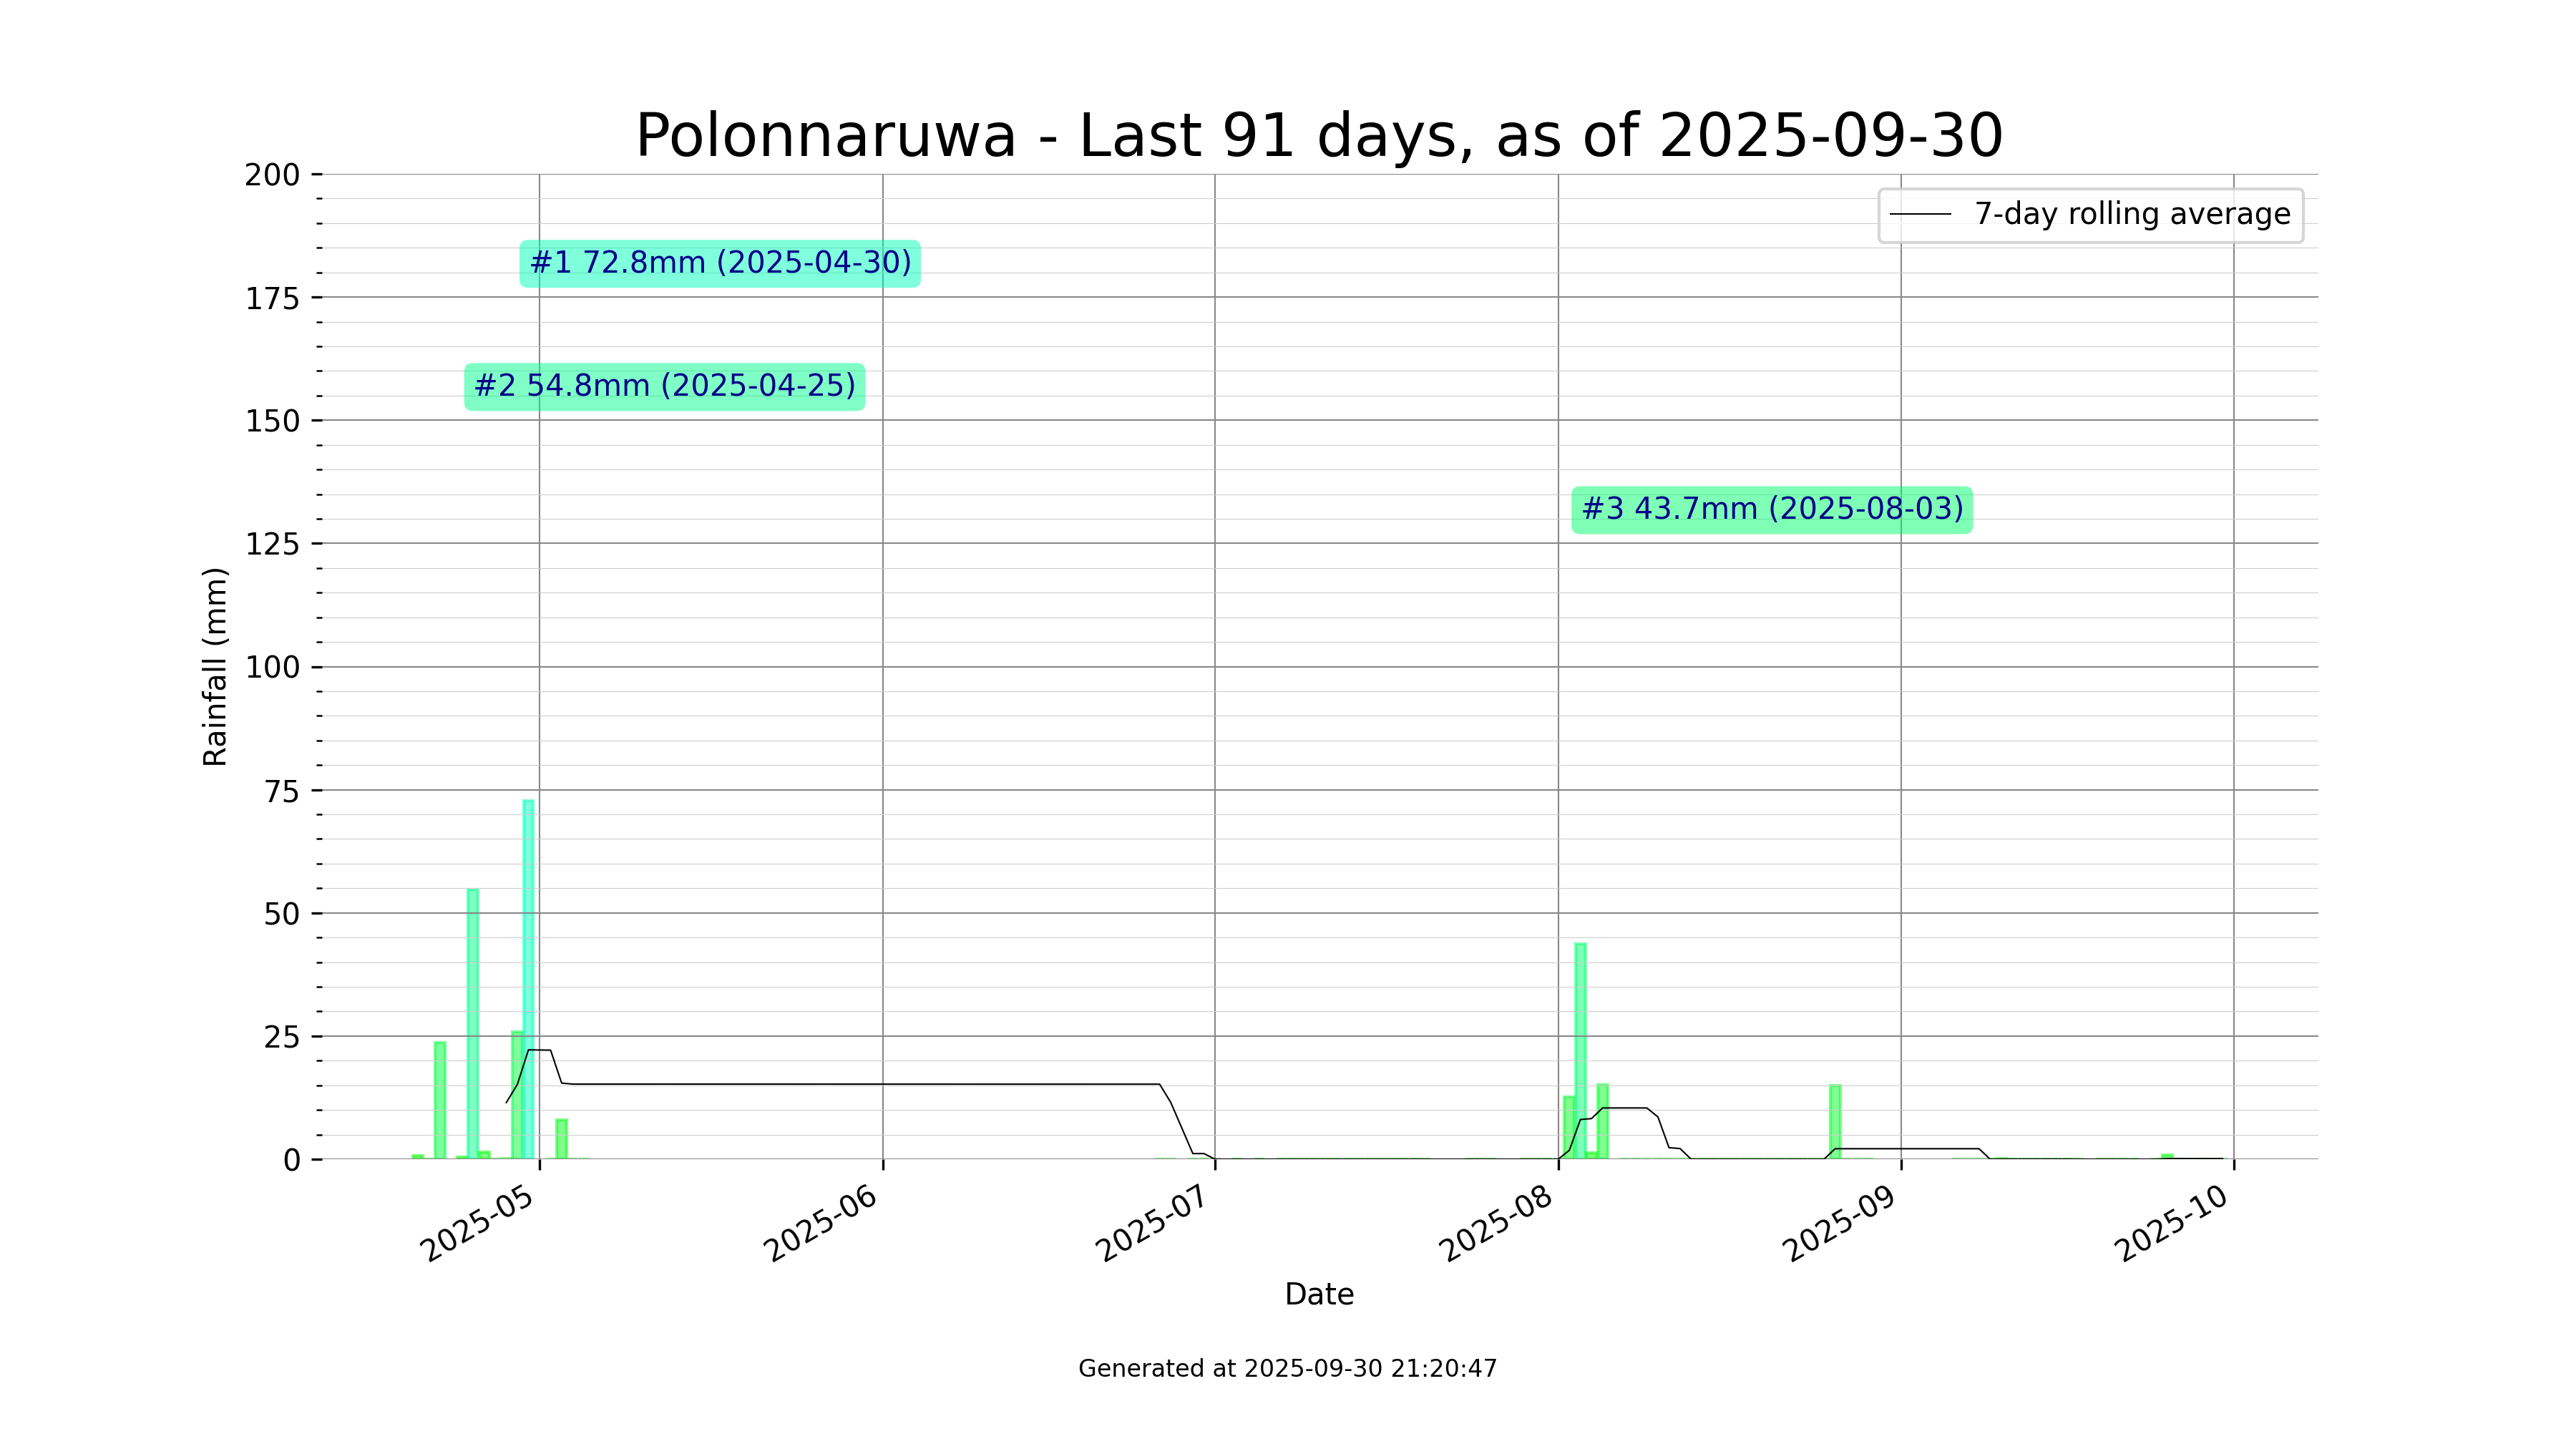 Polonnaruwa - Last 91 days, as of 2025-09-30
7-day rolling average
#1 72.8mm (2025-04-30)
#2 54.8mm (2025-04-25)
#3 43.7mm (2025-08-03)
Rainfall (mm)
200
175
150
125
100
75
50
25
0
2025-05
2025-06
2025-07
2025-08
2025-09
2025-10
Date
Generated at 2025-09-30 21:20:47